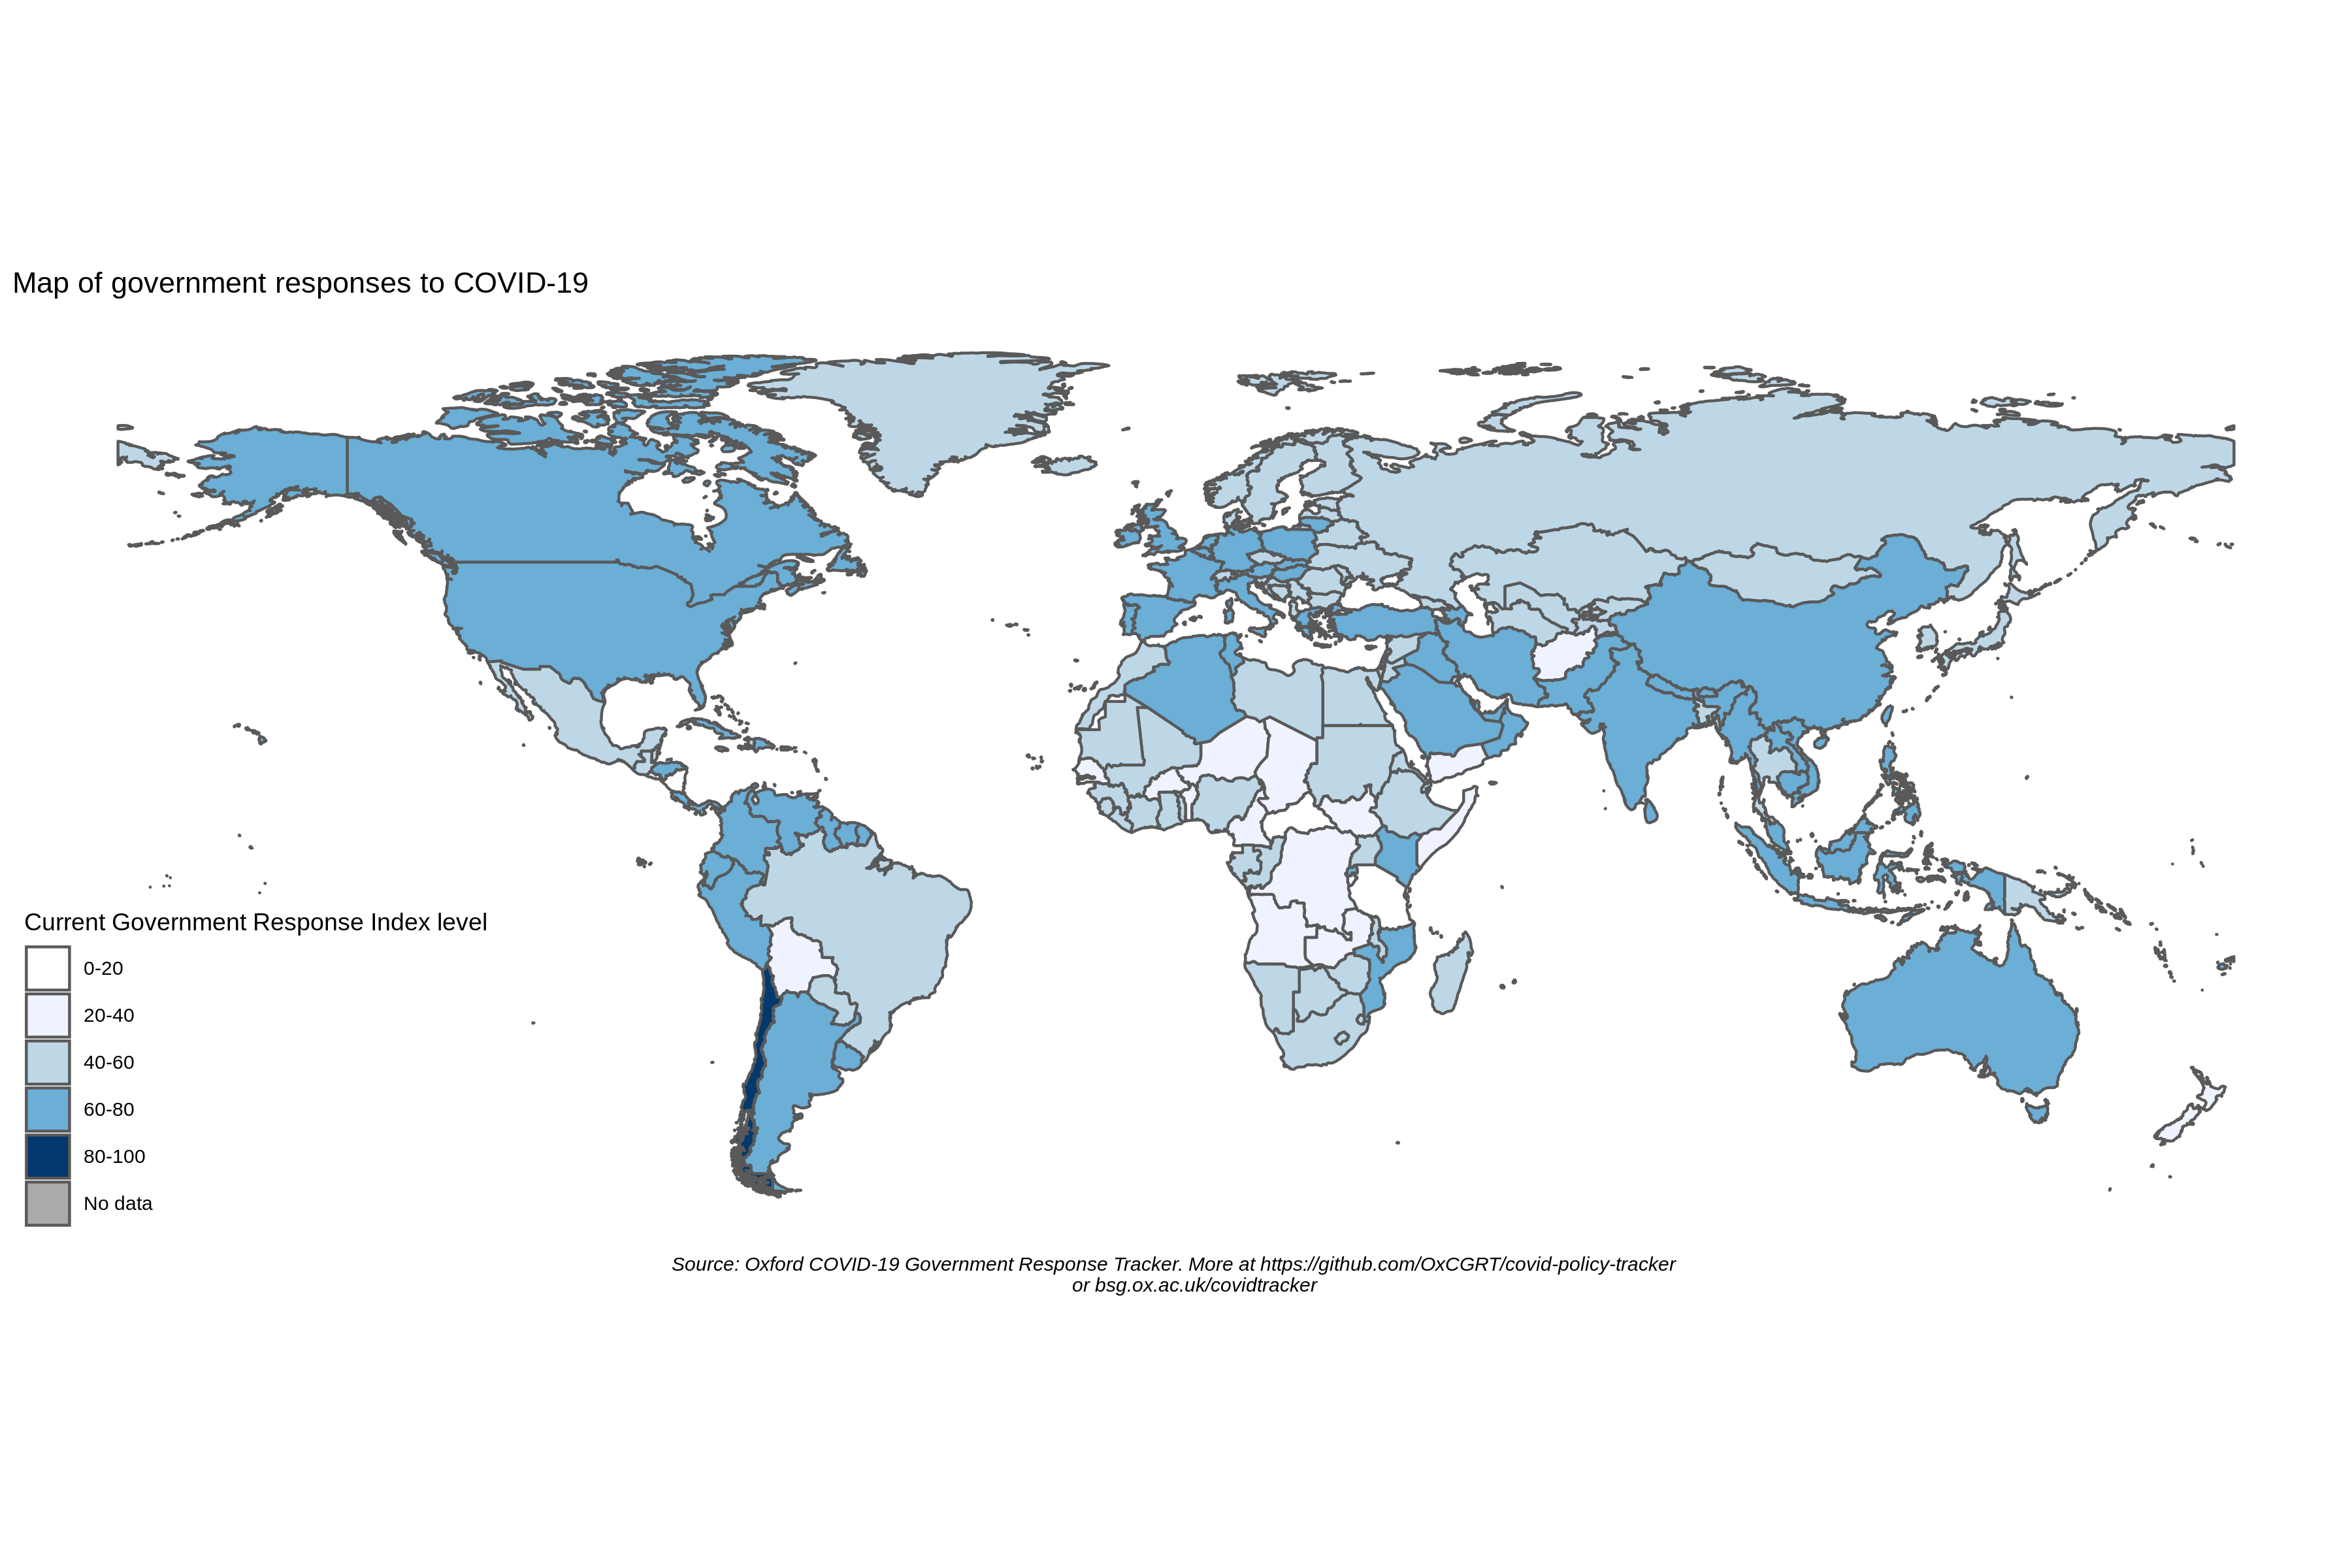 Map of government responses to COVID-19
Current Government Response Index level
0-20
20-40
40-60
60-80
80-100
No data
Source: Oxford COVID-19 Government Response Tracker. More at https://github.com/OxCGRT/covid-policy-tracker
or bsg.ox.ac.uk/covidtracker